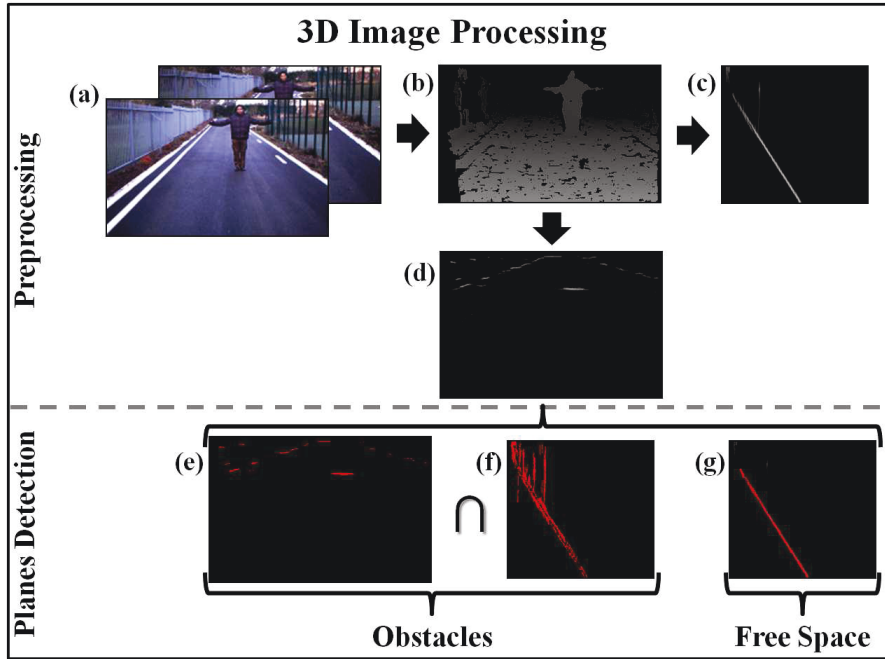 3D Image Processing
(a)
(b)
(c)
Preprocessing
(d)
Planes Detection
(e)
∩
(f)
(g)
Obstacles
Free Space